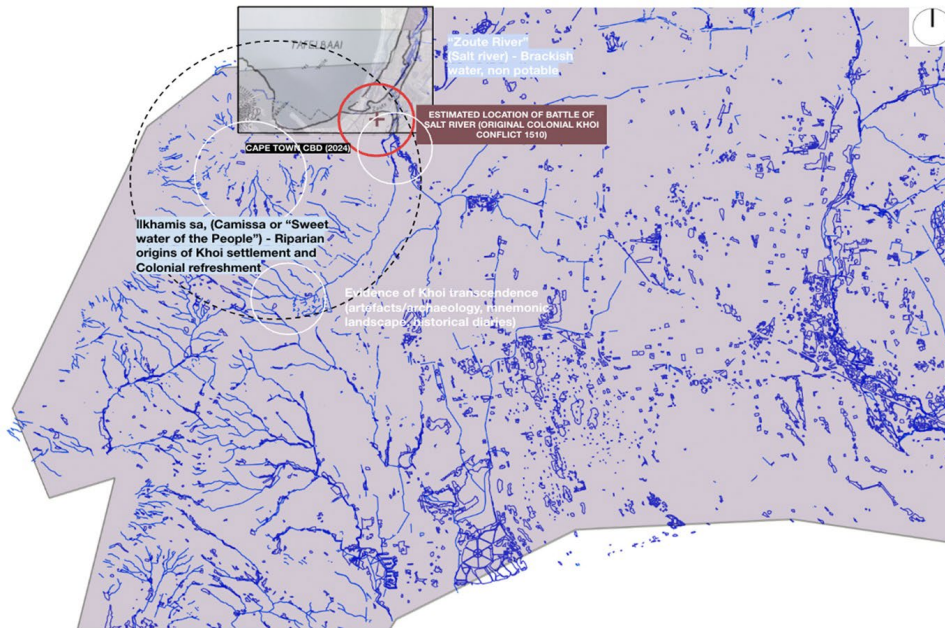 TAFELBAAI
"Zoute River"
(Salt river) - Brackish
water, non potable
ESTIMATED LOCATION OF BATTLE OF
SALT RIVER (ORIGINAL COLONIAL KHOI
CONFLICT 1510)
CAPE TOWN CBD (2024)
Ilkhamis sa, (Camissa or “Sweet
water of the People”) - Riparian
origins of Khoi settlement and
Colonial refreshment
Evidence of Khoi transcendence
(artefacts/archaeology, mnemonic
landscape, historical diaries)